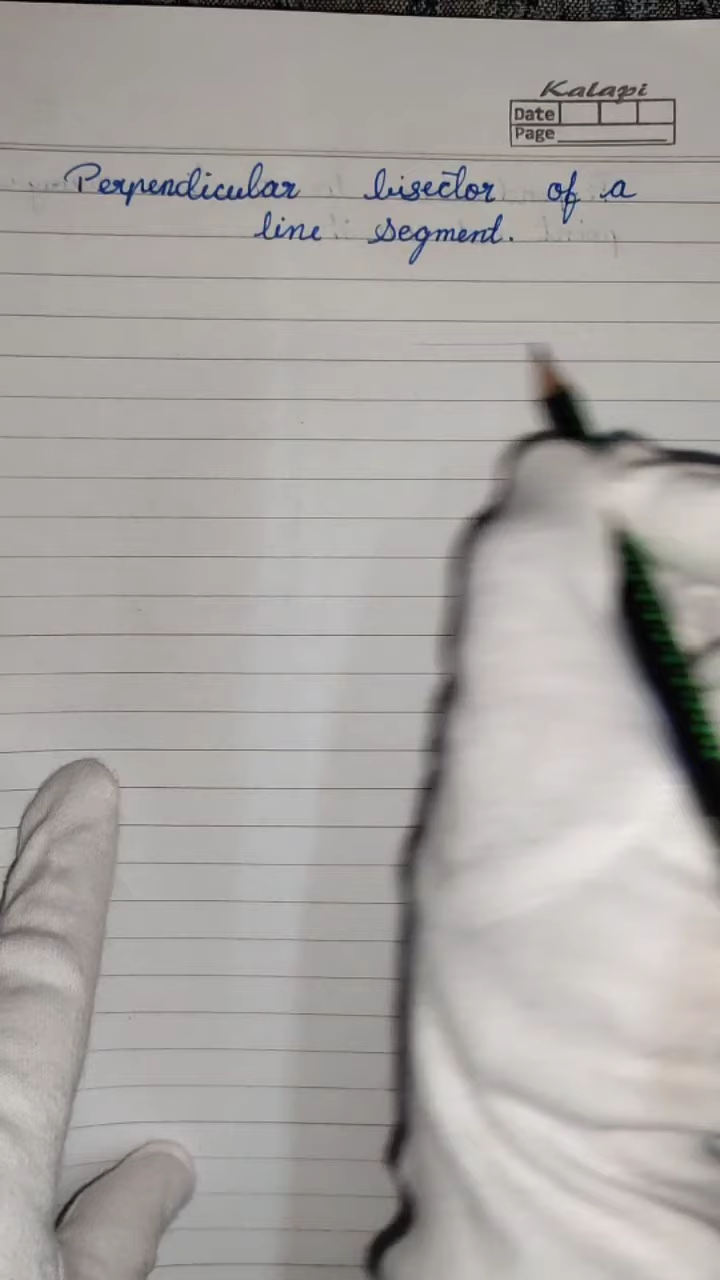 Kalapi
Date
Page
Perpendicular bisector of a
line segment.